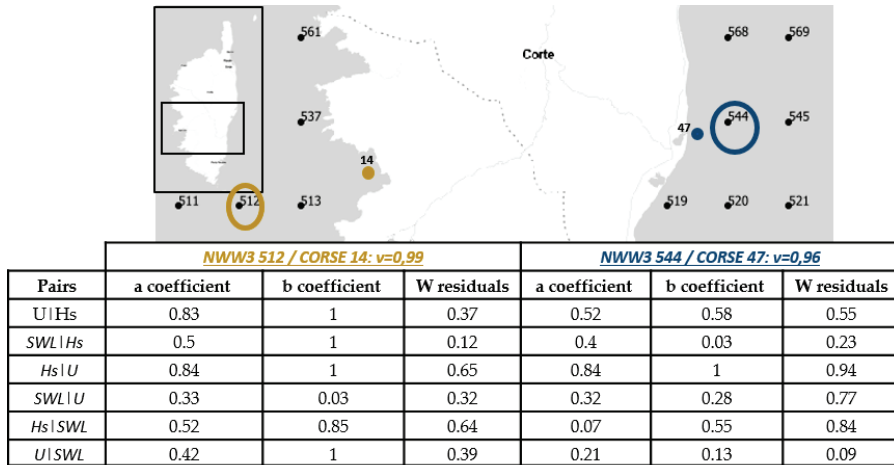 561 Corte 568 569
537 47 544 545
14
511 512 513 519 520 521
NWW3 512 / CORSE 14: v=0,99 NWW3 544 / CORSE 47: v=0,96
Pairs a coefficient b coefficient W residuals a coefficient b coefficient W residuals
U|Hs 0.83 1 0.37 0.52 0.58 0.55
SWL|Hs 0.5 1 0.12 0.4 0.03 0.23
Hs|U 0.84 1 0.65 0.84 1 0.94
SWL|U 0.33 0.03 0.32 0.32 0.28 0.77
Hs|SWL 0.52 0.85 0.64 0.07 0.55 0.84
U|SWL 0.42 1 0.39 0.21 0.13 0.09